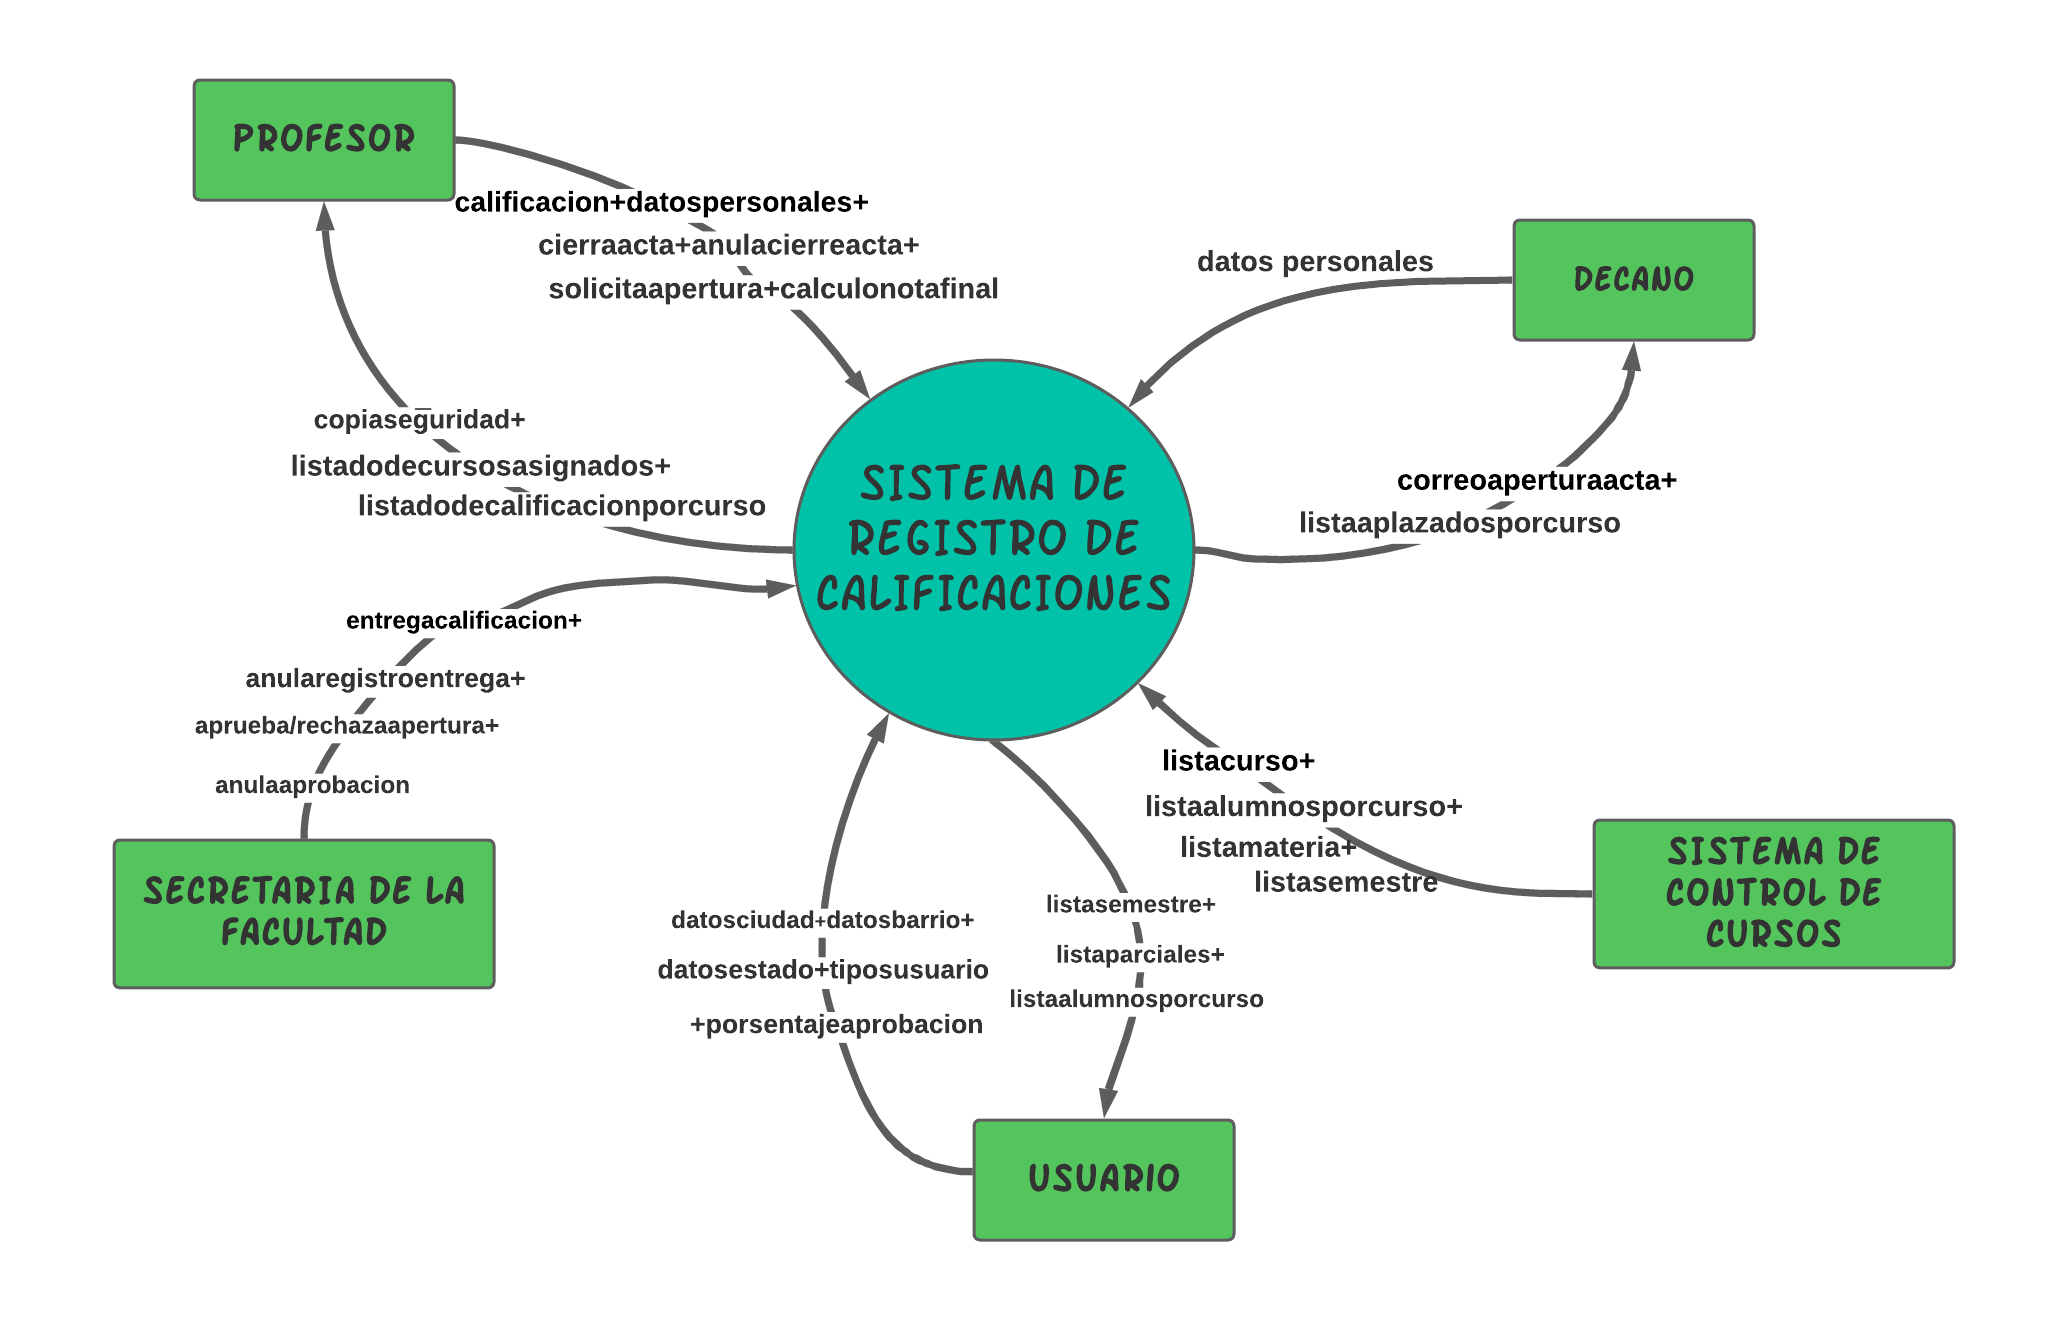 PROFESOR
calificacion+datospersonales+
cierraacta+anulacierreacta+
solicitaapertura+calculonotafinal
datos personales
DECANO
copiaseguridad+
listadodecursosasignados+
listadodecalificacionporcurso
SISTEMA DE
REGISTRO DE
CALIFICACIONES
correoaperturaacta+
listaaplazadosporcurso
entregacalificacion+
anularegistroentrega+
aprueba/rechazaapertura+
anulaaprobacion
SECRETARIA DE LA
FACULTAD
listacurso+
listaalumnosporcurso+
listamateria+
listasemestre
SISTEMA DE
CONTROL DE
CURSOS
datosciudad+datosbarrio+
datosestado+tiposusuario
+porsentajeaprobacion
listasemestre+
listaparciales+
listaalumnosporcurso
USUARIO